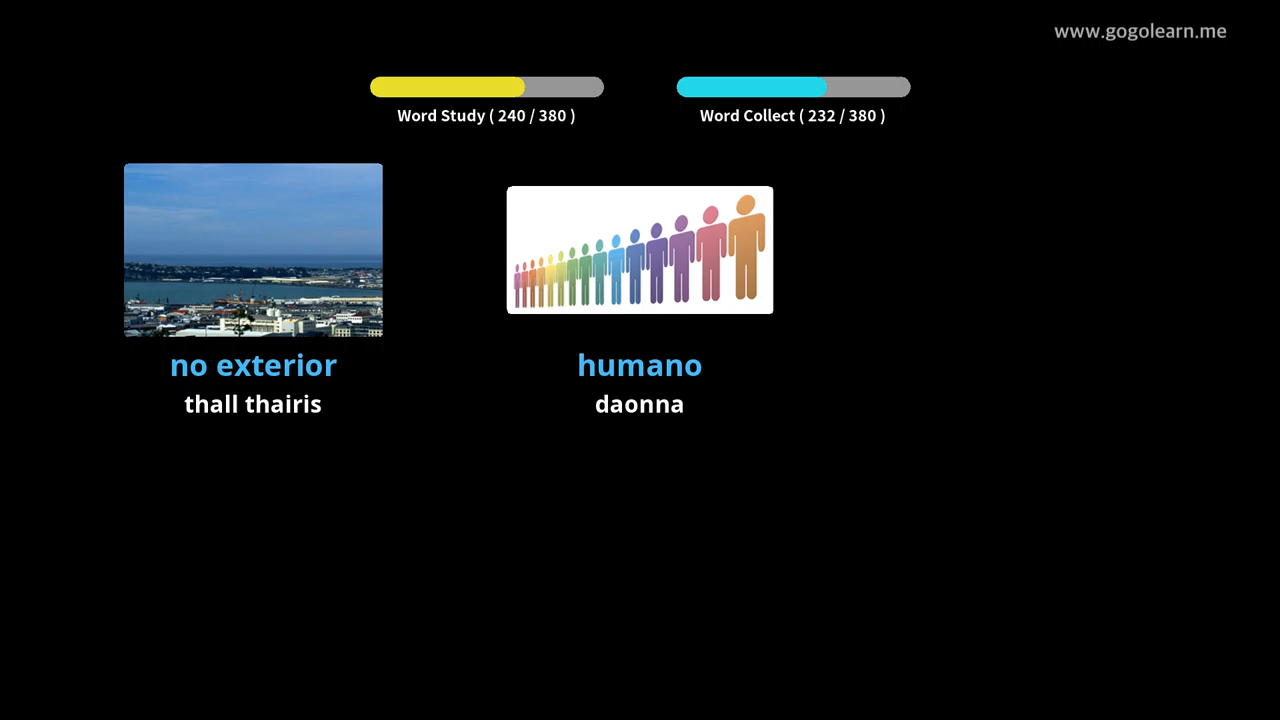 www.gogolearn.me
Word Study ( 240 / 380 )
Word Collect ( 232 / 380 )
no exterior
thall thairis
humano
daonna